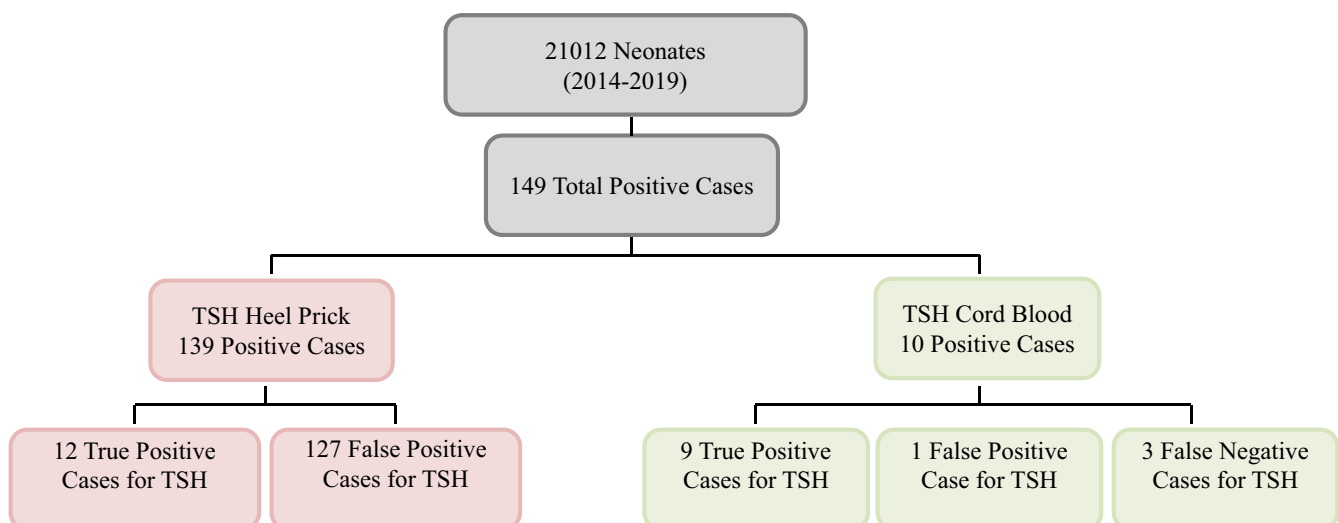 21012 Neonates
(2014-2019)
149 Total Positive Cases
TSH Heel Prick
139 Positive Cases
TSH Cord Blood
10 Positive Cases
12 True Positive
Cases for TSH
127 False Positive
Cases for TSH
9 True Positive
Cases for TSH
1 False Positive
Case for TSH
3 False Negative
Cases for TSH